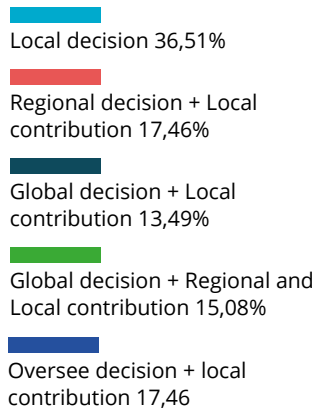 Local decision 36,51%
Regional decision + Local
contribution 17,46%
Global decision + Local
contribution 13,49%
Global decision + Regional and
Local contribution 15,08%
Oversee decision + local
contribution 17,46